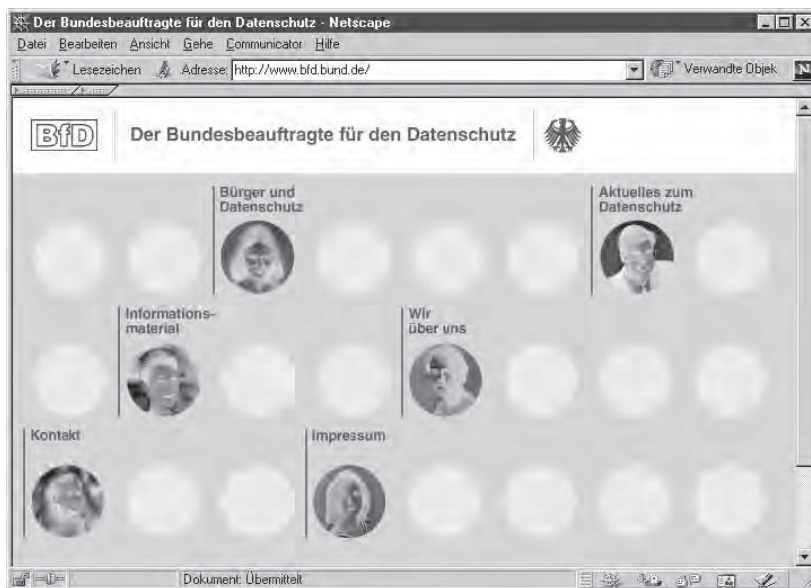 Der Bundesbeauftragte für den Datenschutz - Netscape
Datei Bearbeiten Ansicht Gehe Communicator Hilfe
Lesezeichen Adresse: http://www.bfd.bund.de/ Verwandte Objek N
BfD Der Bundesbeauftragte für den Datenschutz
Bürger und
Datenschutz
Aktuelles zum
Datenschutz
Informations-
material
Wir
über uns
Kontakt
Impressum
Dokument: Übermittelt